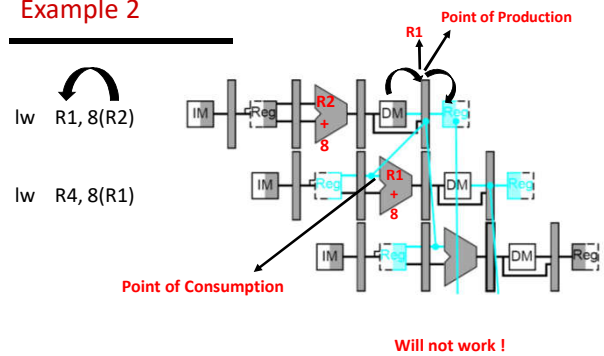 Example 2
Point of Production
R1
lw R1, 8(R2)
IM Reg R2 + 8 DM Reg
lw R4, 8(R1)
IM Reg R1 + 8 DM Reg
IM Reg DM Reg
Point of Consumption
Will not work !